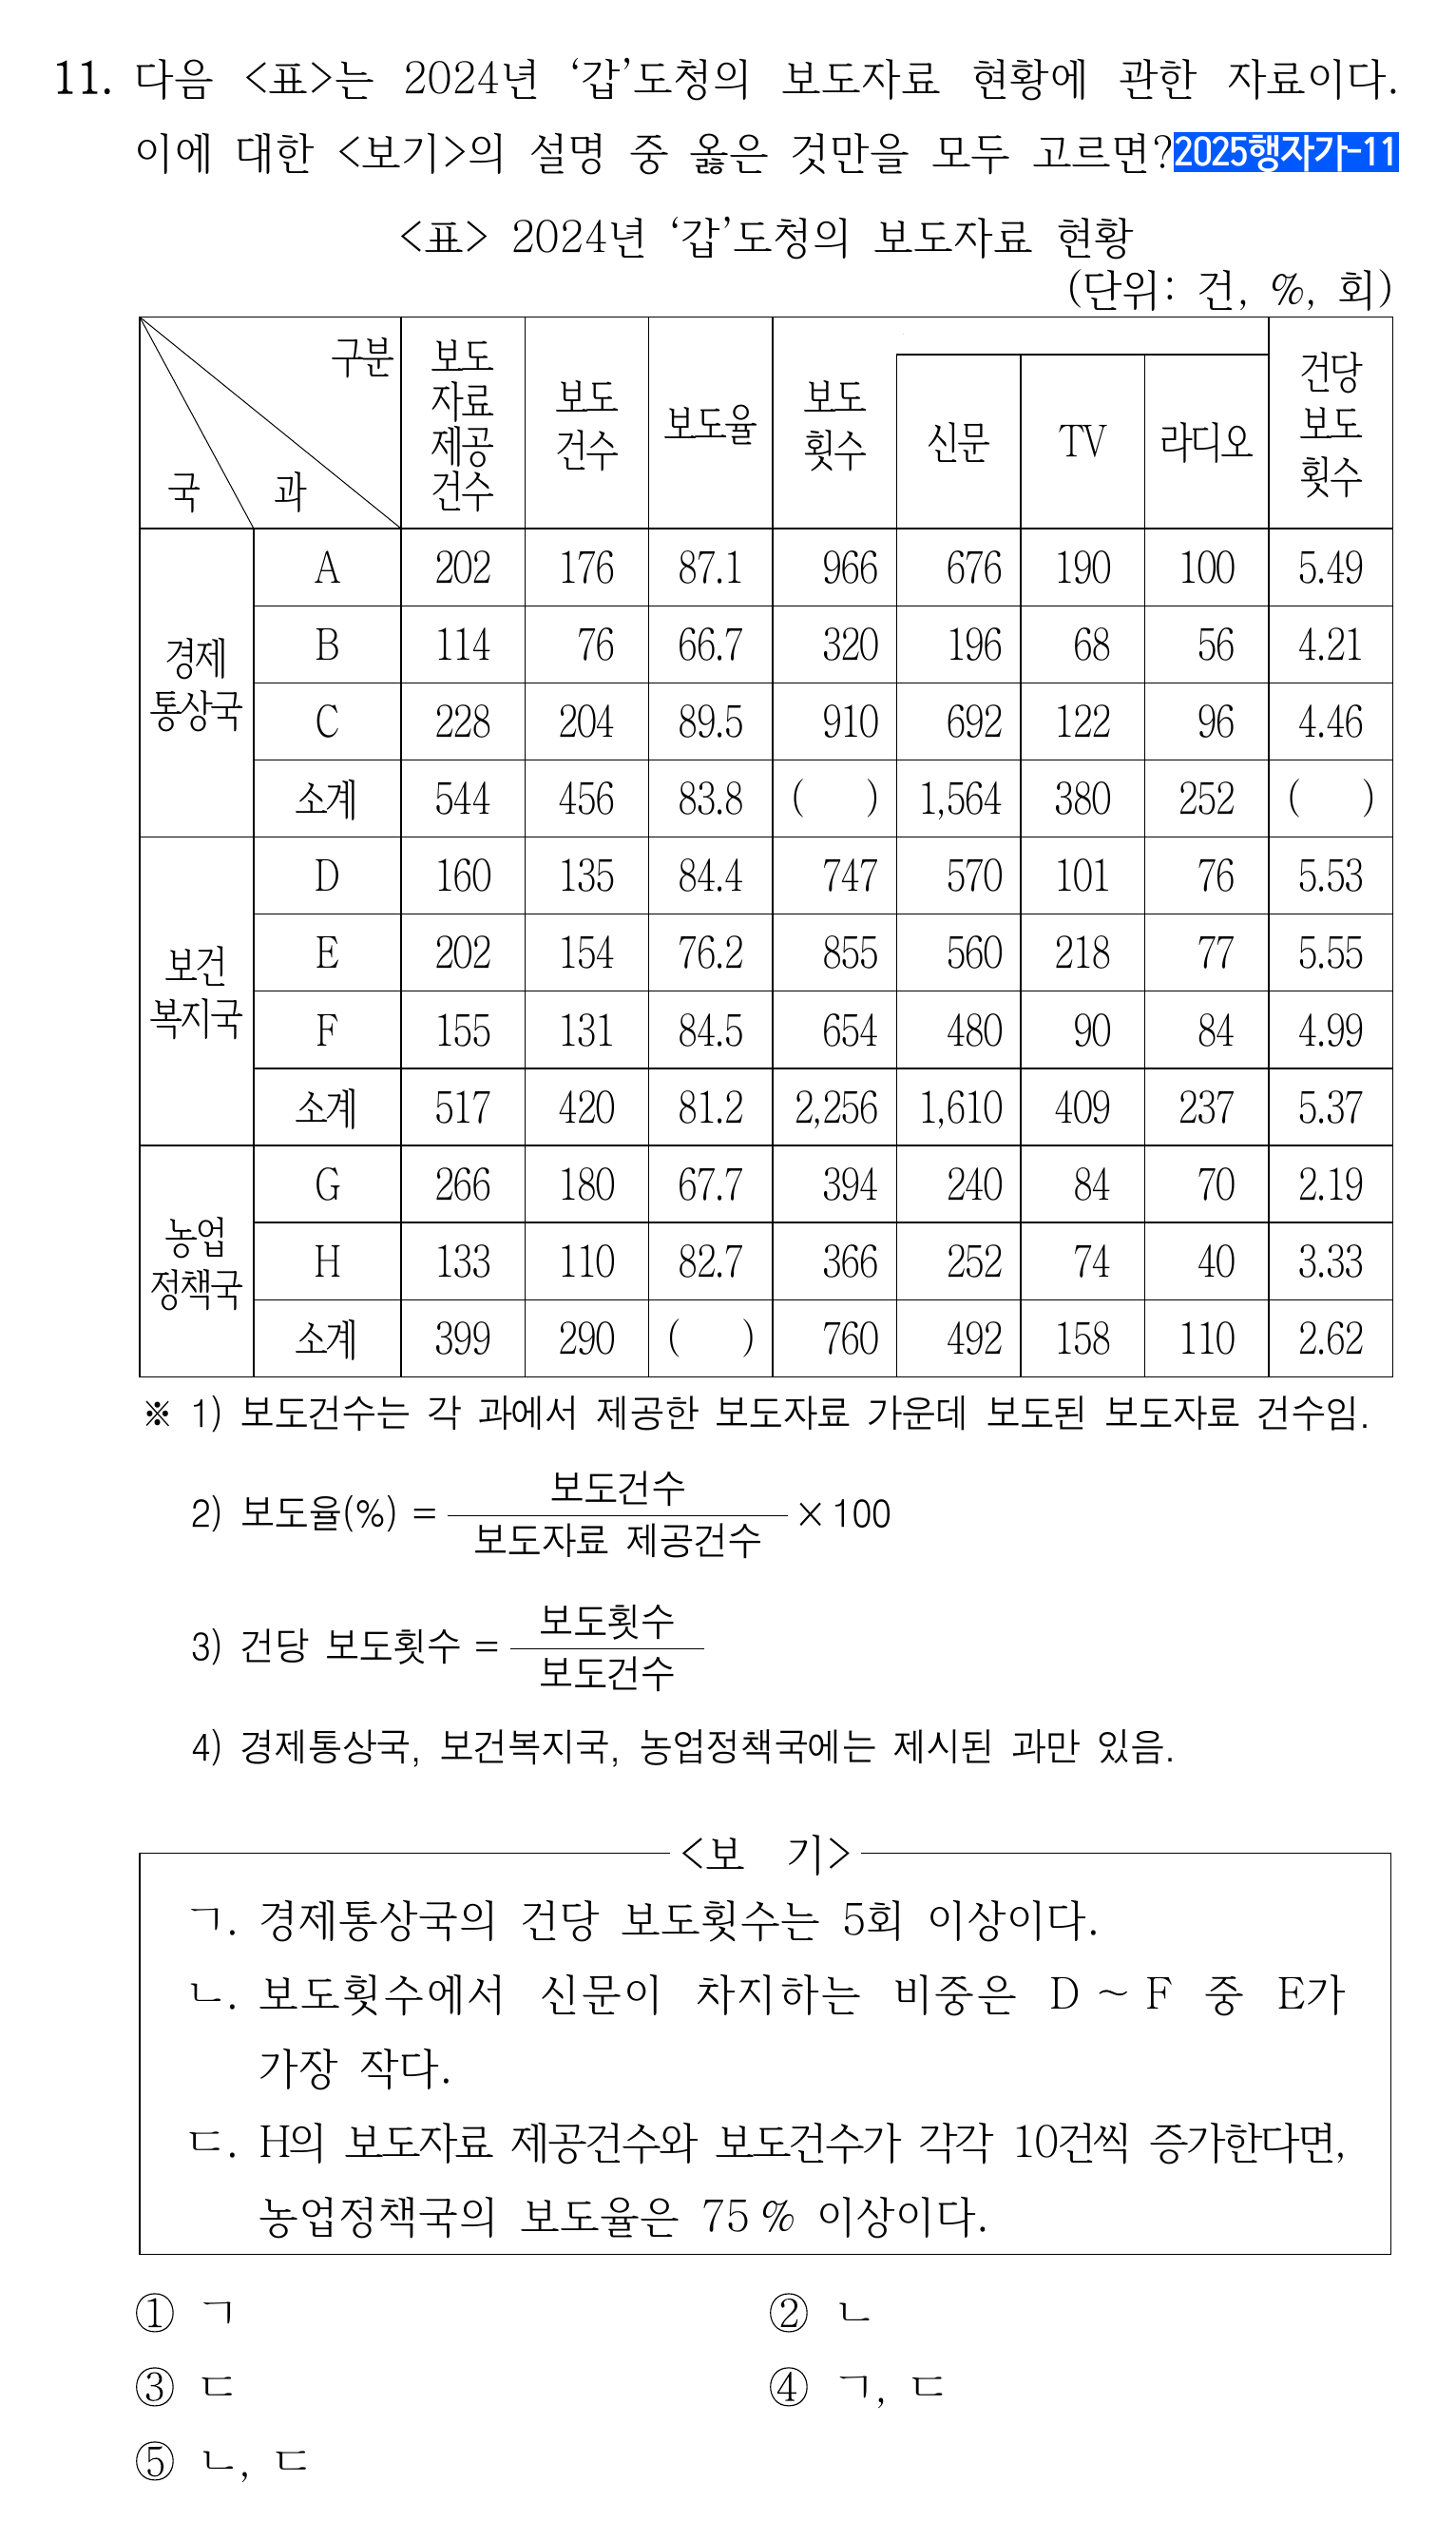 11. 다음 <표>는 2024년 ‘갑’도청의 보도자료 현황에 관한 자료이다.
이에 대한 <보기>의 설명 중 옳은 것만을 모두 고르면?2025행자가-11
<표> 2024년 ‘갑’도청의 보도자료 현황
(단위: 건, %, 회)
구분 국 과 보도자료제공건수 보도건수 보도율 보도횟수 신문 TV 라디오 건당보도횟수
경제통상국 A 202 176 87.1 966 676 190 100 5.49
B 114 76 66.7 320 196 68 56 4.21
C 228 204 89.5 910 692 122 96 4.46
소계 544 456 83.8 ( ) 1,564 380 252 ( )
보건복지국 D 160 135 84.4 747 570 101 76 5.53
E 202 154 76.2 855 560 218 77 5.55
F 155 131 84.5 654 480 90 84 4.99
소계 517 420 81.2 2,256 1,610 409 237 5.37
농업정책국 G 266 180 67.7 394 240 84 70 2.19
H 133 110 82.7 366 252 74 40 3.33
소계 399 290 ( ) 760 492 158 110 2.62
※ 1) 보도건수는 각 과에서 제공한 보도자료 가운데 보도된 보도자료 건수임.
2) 보도율(%) = 보도건수 / 보도자료 제공건수 × 100
3) 건당 보도횟수 = 보도횟수 / 보도건수
4) 경제통상국, 보건복지국, 농업정책국에는 제시된 과만 있음.
<보 기>
ㄱ. 경제통상국의 건당 보도횟수는 5회 이상이다.
ㄴ. 보도횟수에서 신문이 차지하는 비중은 D ~ F 중 E가
가장 작다.
ㄷ. H의 보도자료 제공건수와 보도건수가 각각 10건씩 증가한다면,
농업정책국의 보도율은 75 % 이상이다.
① ㄱ ② ㄴ
③ ㄷ ④ ㄱ, ㄷ
⑤ ㄴ, ㄷ